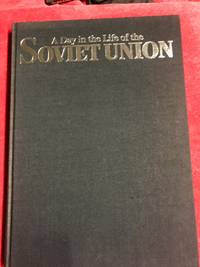 A Day in the Life of the
SOVIET UNION